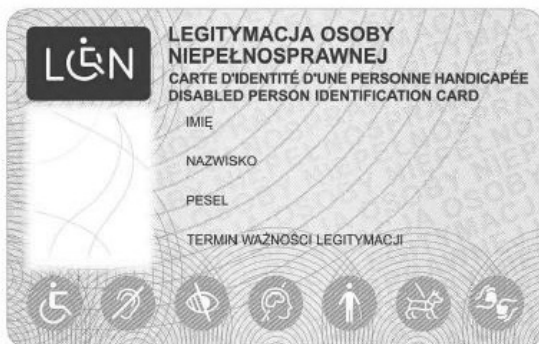 LEGITYMACJA OSOBY
NIEPEŁNOSPRAWNEJ
CARTE D'IDENTITÉ D'UNE PERSONNE HANDICAPÉE
DISABLED PERSON IDENTIFICATION CARD
IMIĘ
NAZWISKO
PESEL
TERMIN WAŻNOŚCI LEGITYMACJI